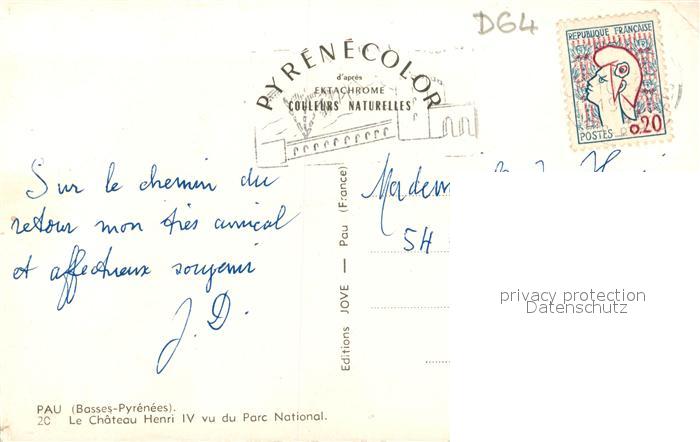 D64
RÉPUBLIQUE FRANÇAISE
POSTES
0.20
PYRÉNÉCOLOR
d'après
EKTACHROME
COULEURS NATURELLES
Sur le chemin du
retour mon très amical
et affectueux souvenir
J. D.
Editions JOVE — Pau (France)
54
privacy protection
Datenschutz
PAU (Basses-Pyrénées).
20 Le Château Henri IV vu du Parc National.